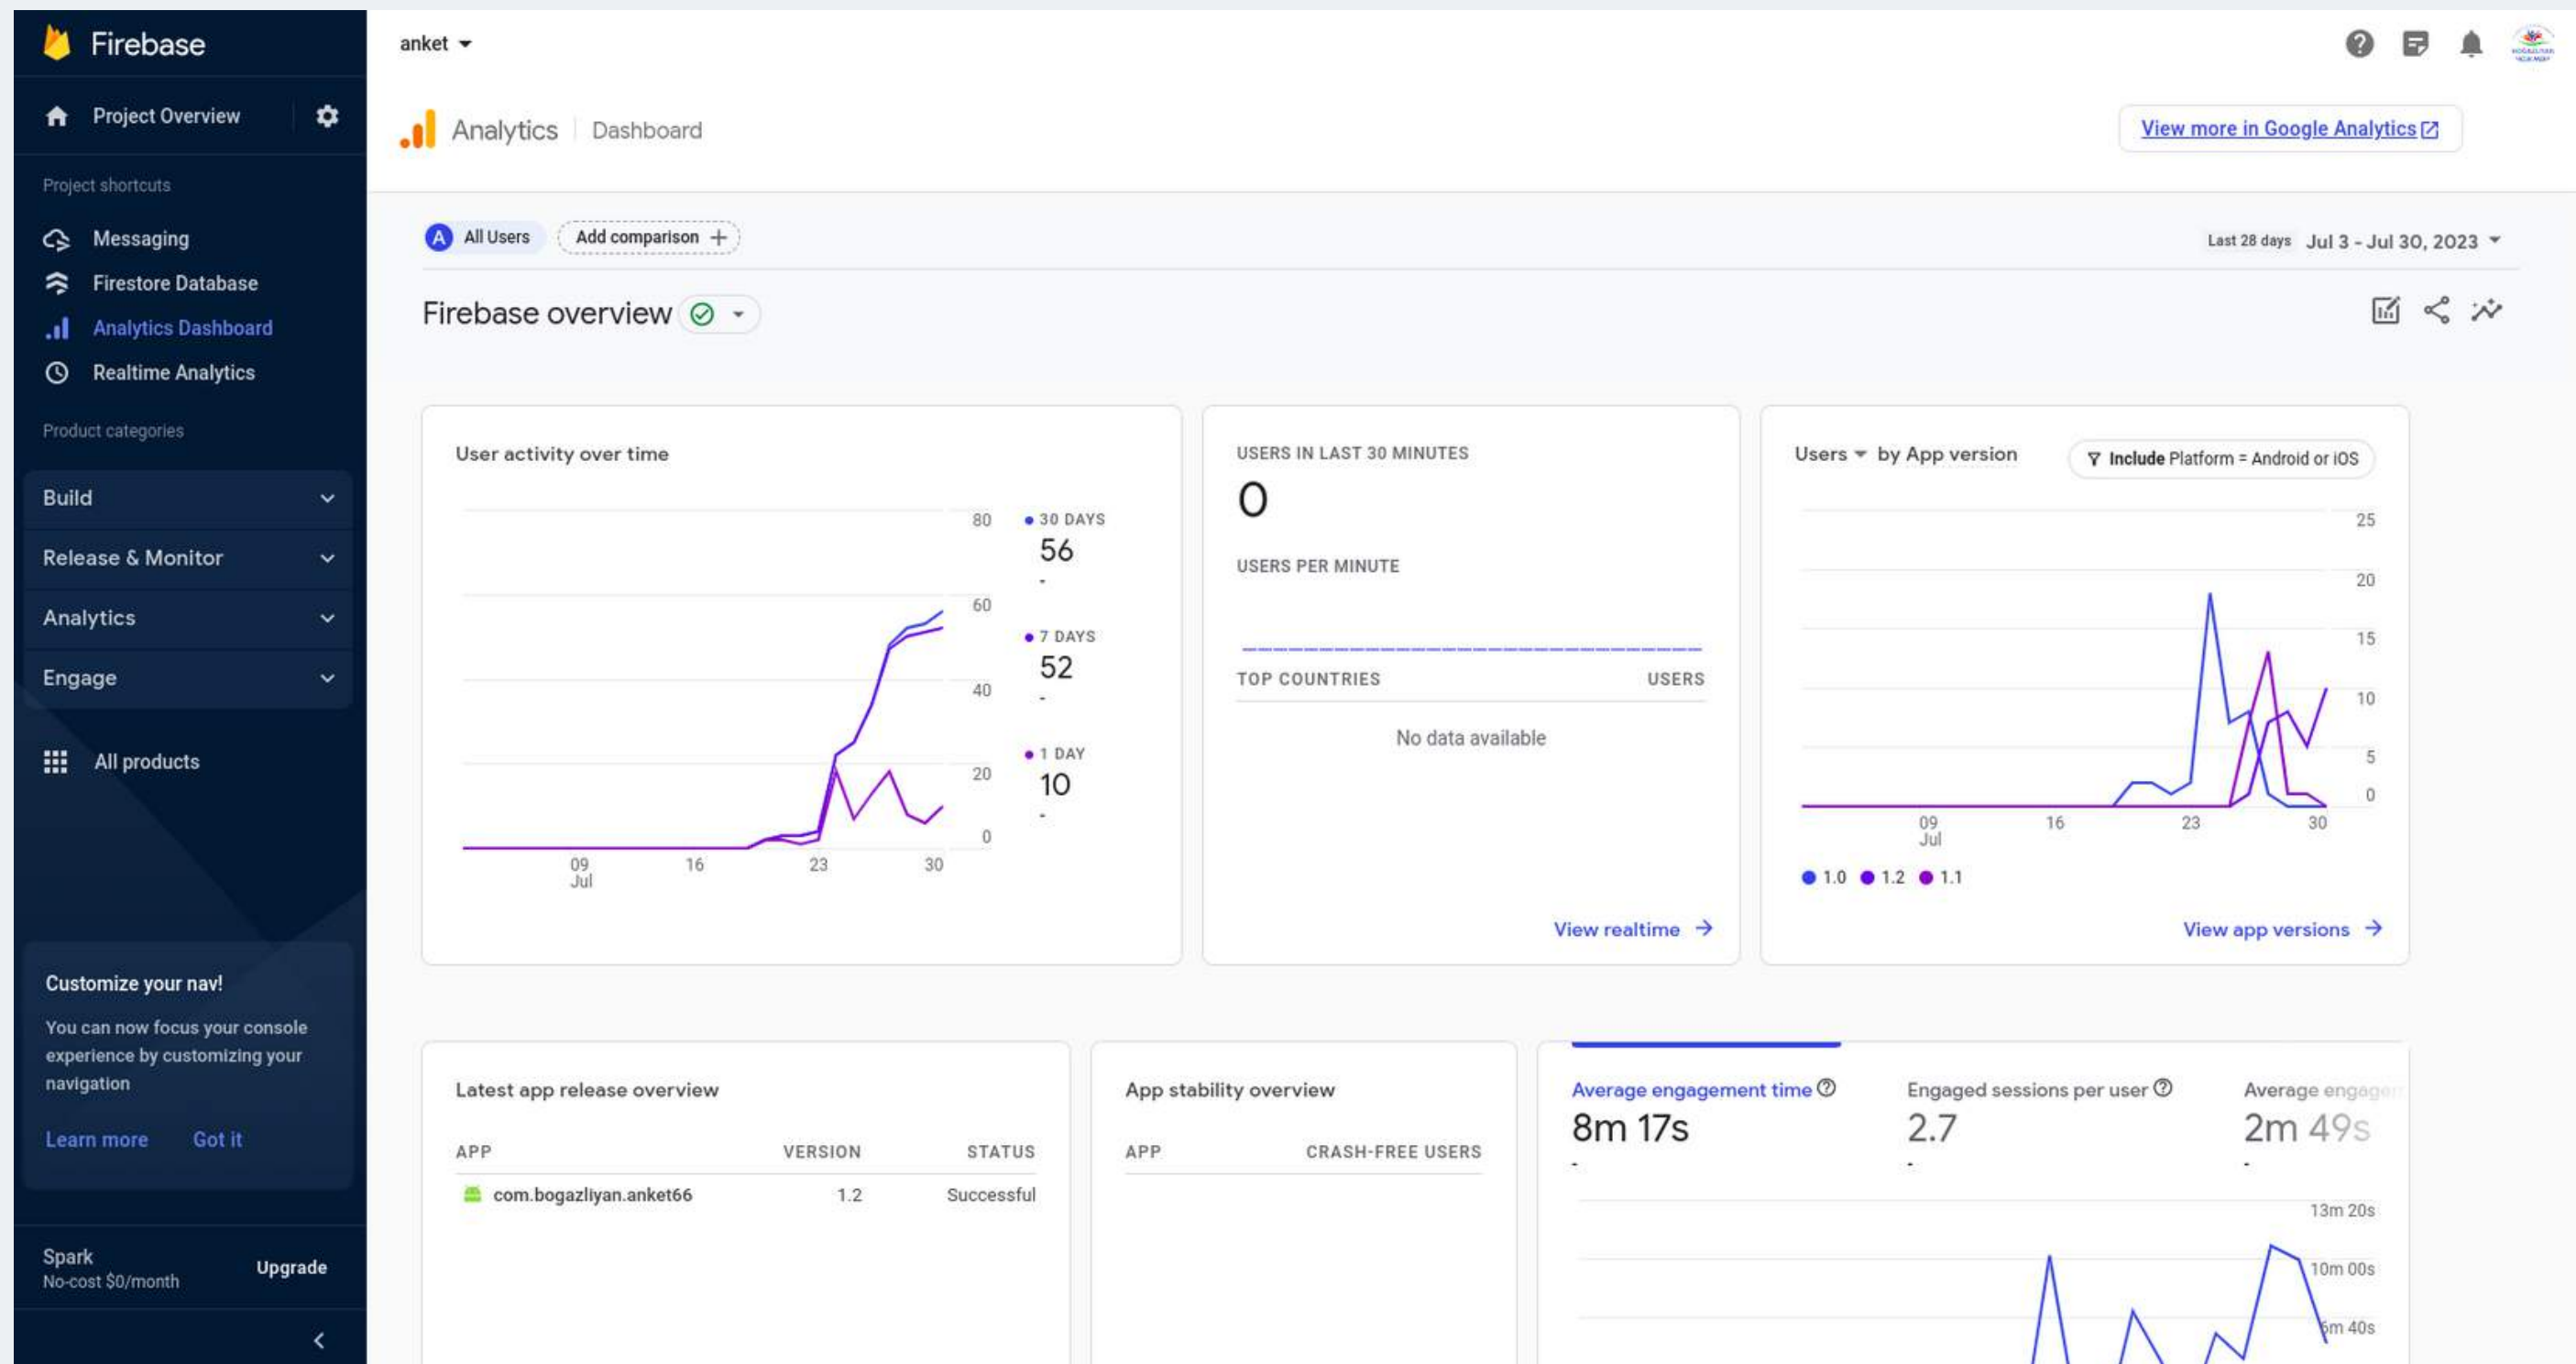 Firebase
Project Overview
Project shortcuts
Messaging
Firestore Database
Analytics Dashboard
Realtime Analytics
Product categories
Build
Release & Monitor
Analytics
Engage
All products
Customize your nav!
You can now focus your console
experience by customizing your
navigation
Learn more Got it
Spark
No-cost $0/month
Upgrade
anket
Analytics Dashboard
View more in Google Analytics
A All Users Add comparison
Last 28 days Jul 3 - Jul 30, 2023
Firebase overview
User activity over time
80
60
40
20
0
09 Jul
16
23
30
30 DAYS
56
-
7 DAYS
52
-
1 DAY
10
-
USERS IN LAST 30 MINUTES
0
USERS PER MINUTE
TOP COUNTRIES USERS
No data available
View realtime
Users by App version
Include Platform = Android or iOS
25
20
15
10
5
0
09 Jul
16
23
30
1.0 1.2 1.1
View app versions
Latest app release overview
APP VERSION STATUS
com.bogazliyan.anket66 1.2 Successful
App stability overview
APP CRASH-FREE USERS
Average engagement time
8m 17s
-
Engaged sessions per user
2.7
-
Average
2m 49s
-
13m 20s
10m 00s
6m 40s